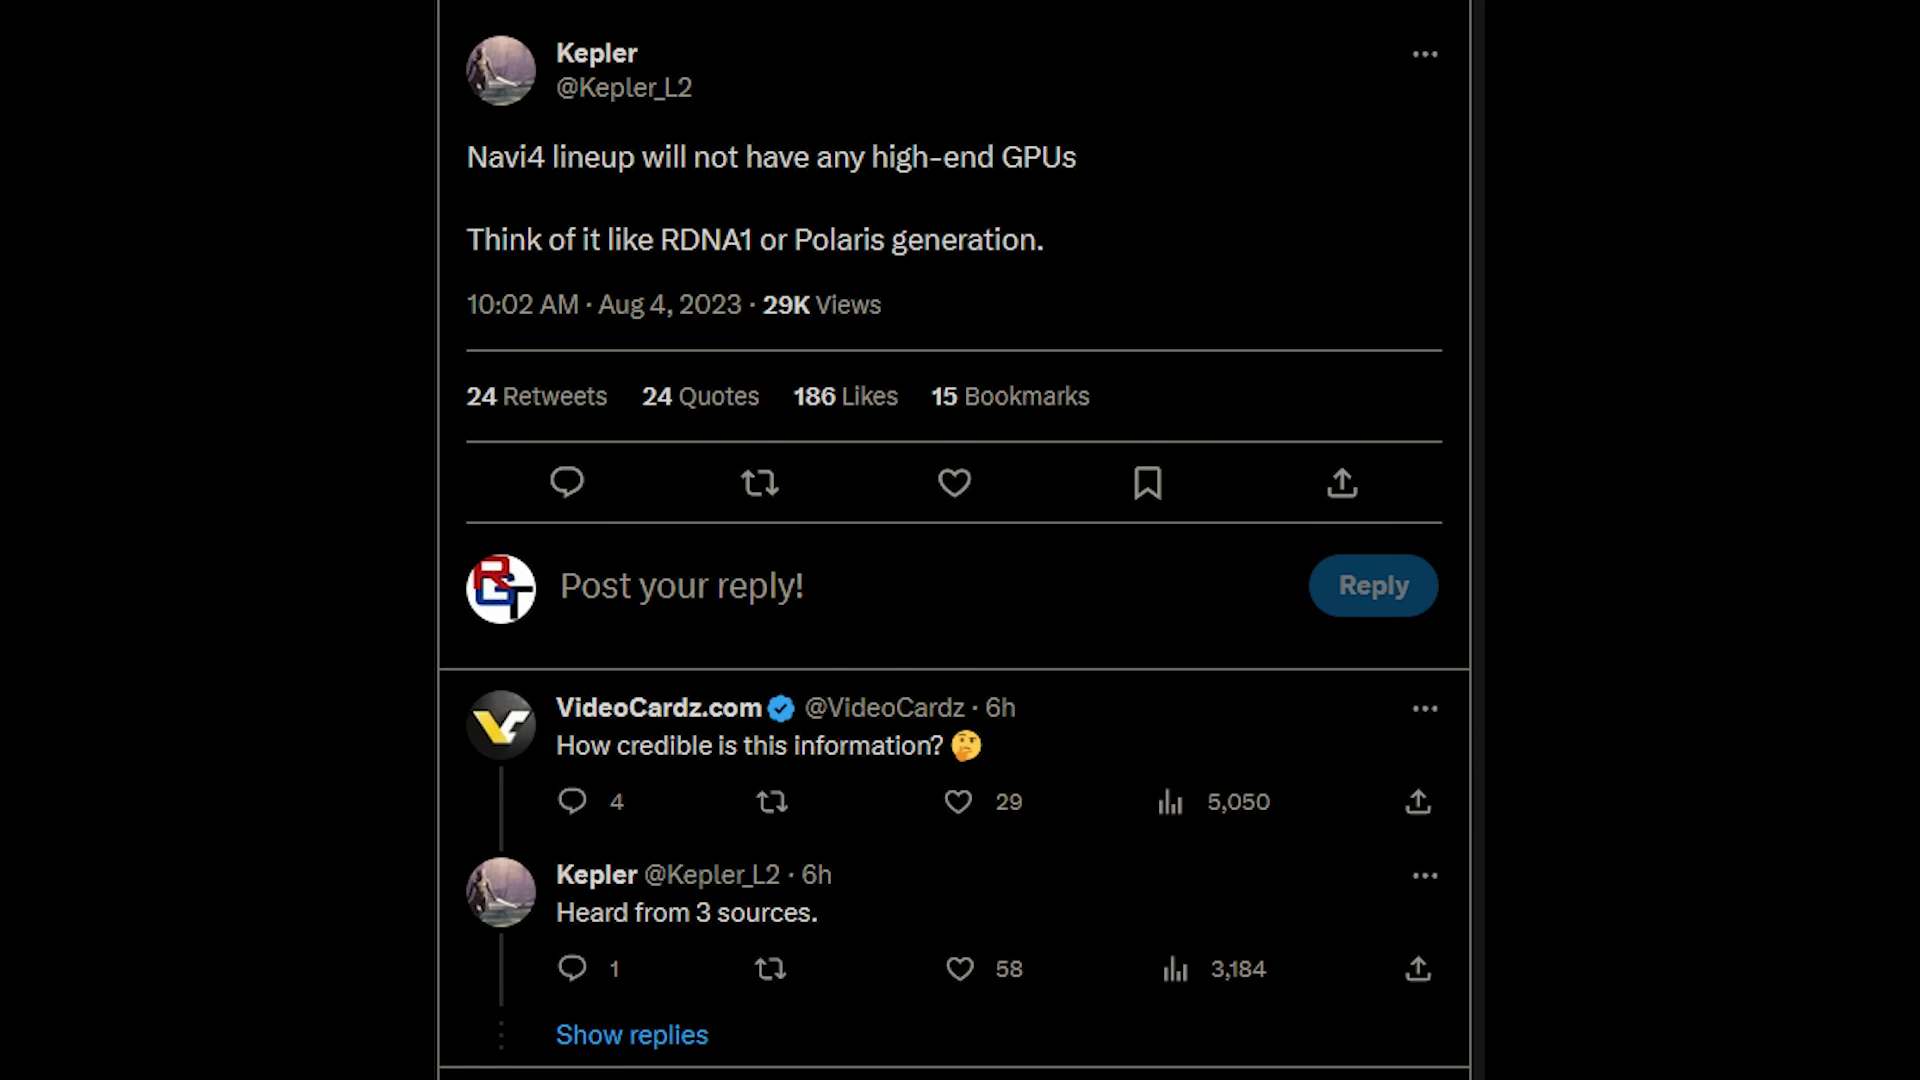 Kepler
@Kepler_L2
Navi4 lineup will not have any high-end GPUs
Think of it like RDNA1 or Polaris generation.
10:02 AM · Aug 4, 2023 · 29K Views
24 Retweets 24 Quotes 186 Likes 15 Bookmarks
RGT
Post your reply!
Reply
VideoCardz.com @VideoCardz · 6h
How credible is this information? 🤔
4 29 5,050
Kepler @Kepler_L2 · 6h
Heard from 3 sources.
1 58 3,184
Show replies